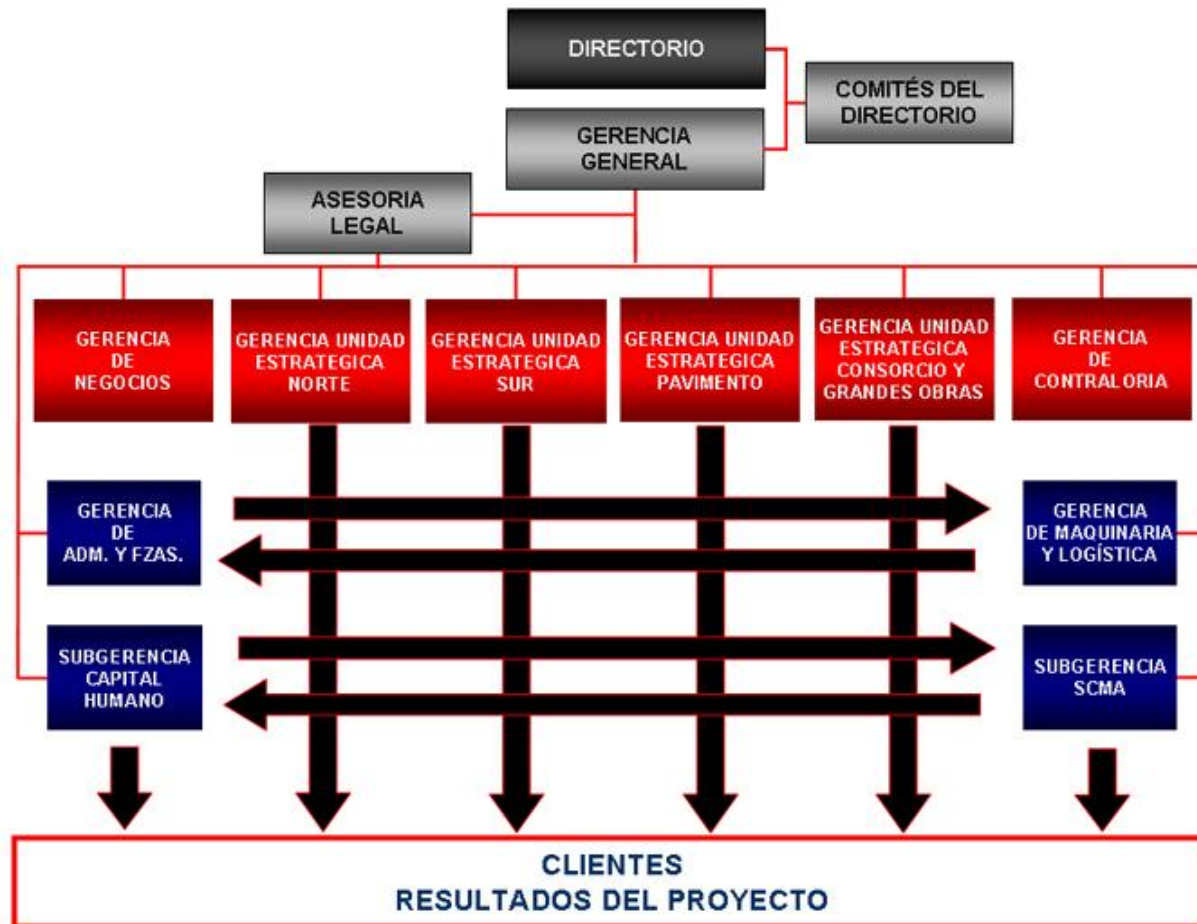 DIRECTORIO
COMITÉS DEL
DIRECTORIO
GERENCIA
GENERAL
ASESORIA
LEGAL
GERENCIA
DE
NEGOCIOS
GERENCIA UNIDAD
ESTRATEGICA
NORTE
GERENCIA UNIDAD
ESTRATEGICA
SUR
GERENCIA UNIDAD
ESTRATEGICA
PAVIMENTO
GERENCIA UNIDAD
ESTRATEGICA
CONSORCIO Y
GRANDES OBRAS
GERENCIA
DE
CONTRALORIA
GERENCIA
DE
ADM. Y FZAS.
GERENCIA
DE MAQUINARIA
Y LOGÍSTICA
SUBGERENCIA
CAPITAL
HUMANO
SUBGERENCIA
SCMA
CLIENTES
RESULTADOS DEL PROYECTO